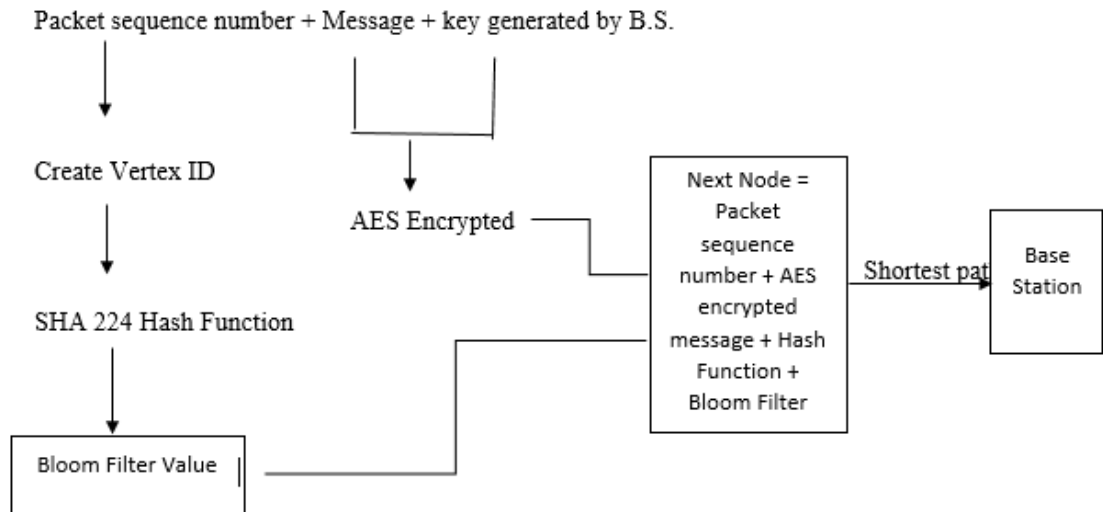 Packet sequence number + Message + key generated by B.S.
Create Vertex ID
AES Encrypted
SHA 224 Hash Function
Bloom Filter Value
Next Node =
Packet
sequence
number + AES
encrypted
message + Hash
Function +
Bloom Filter
Shortest pat
Base
Station